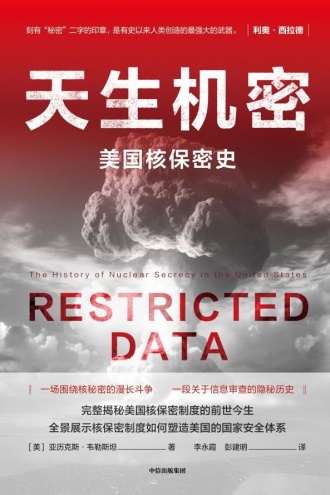 刻有“秘密”二字的印章，是有史以来人类创造的最强大的武器。 ｜利奥·西拉德｜
天生机密
美国核保密史
The History of Nuclear Secrecy in the United States
RESTRICTED
DATA
‖ 一场围绕核秘密的漫长斗争 一段关于信息审查的隐秘历史 ‖
完整揭秘美国核保密制度的前世今生
全景展示核保密制度如何塑造美国的国家安全体系
［美］亚历克斯·韦勒斯坦 著 李永霞 彭建明 译
中信出版集团